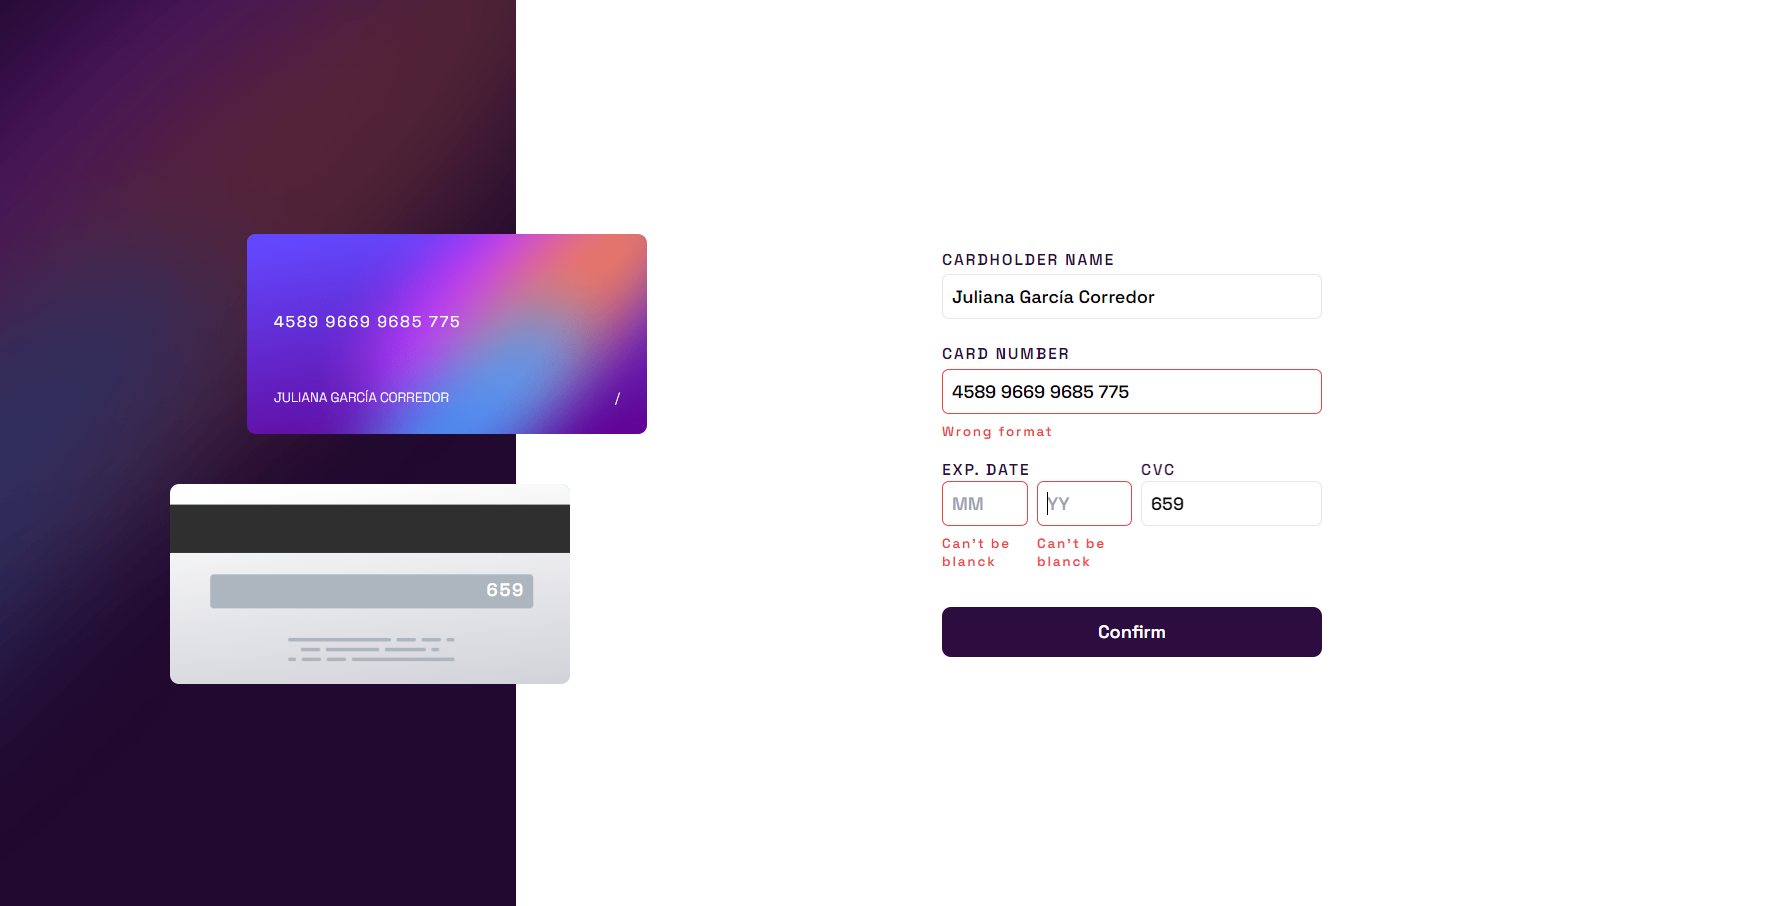 4589 9669 9685 775
JULIANA GARCÍA CORREDOR /
659
CARDHOLDER NAME
Juliana García Corredor
CARD NUMBER
4589 9669 9685 775
Wrong format
EXP. DATE CVC
MM YY 659
Can't be Can't be
blanck blanck
Confirm